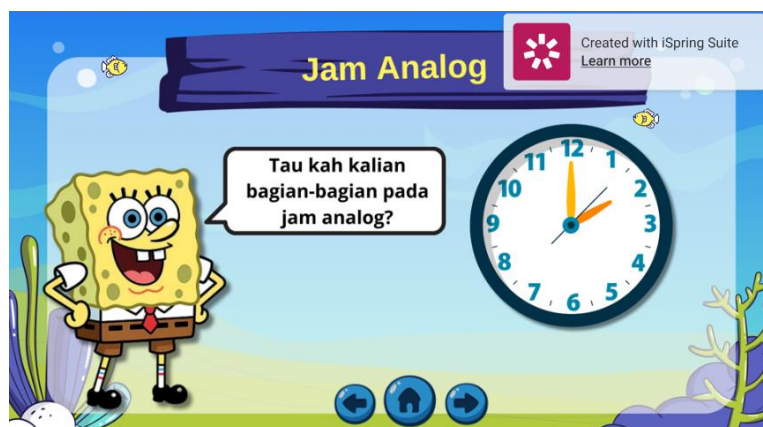 Jam Analog
Created with iSpring Suite
Learn more
Tau kah kalian
bagian-bagian pada
jam analog?
12
1
2
3
4
5
6
7
8
9
10
11